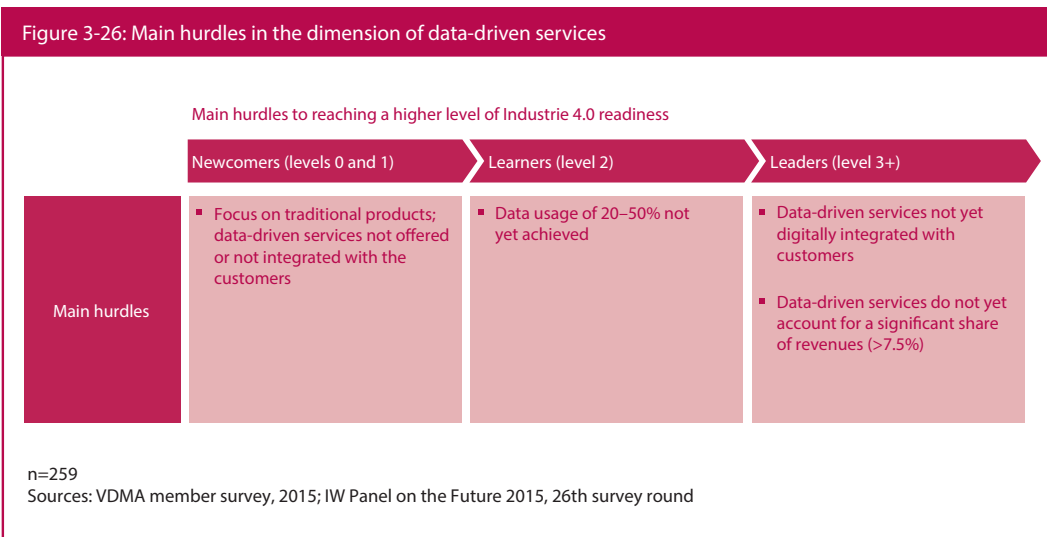 Figure 3-26: Main hurdles in the dimension of data-driven services
Main hurdles to reaching a higher level of Industrie 4.0 readiness
Newcomers (levels 0 and 1)
Learners (level 2)
Leaders (level 3+)
Main hurdles
▪ Focus on traditional products;
data-driven services not offered
or not integrated with the
customers
▪ Data usage of 20–50% not
yet achieved
▪ Data-driven services not yet
digitally integrated with
customers
▪ Data-driven services do not yet
account for a significant share
of revenues (>7.5%)
n=259
Sources: VDMA member survey, 2015; IW Panel on the Future 2015, 26th survey round